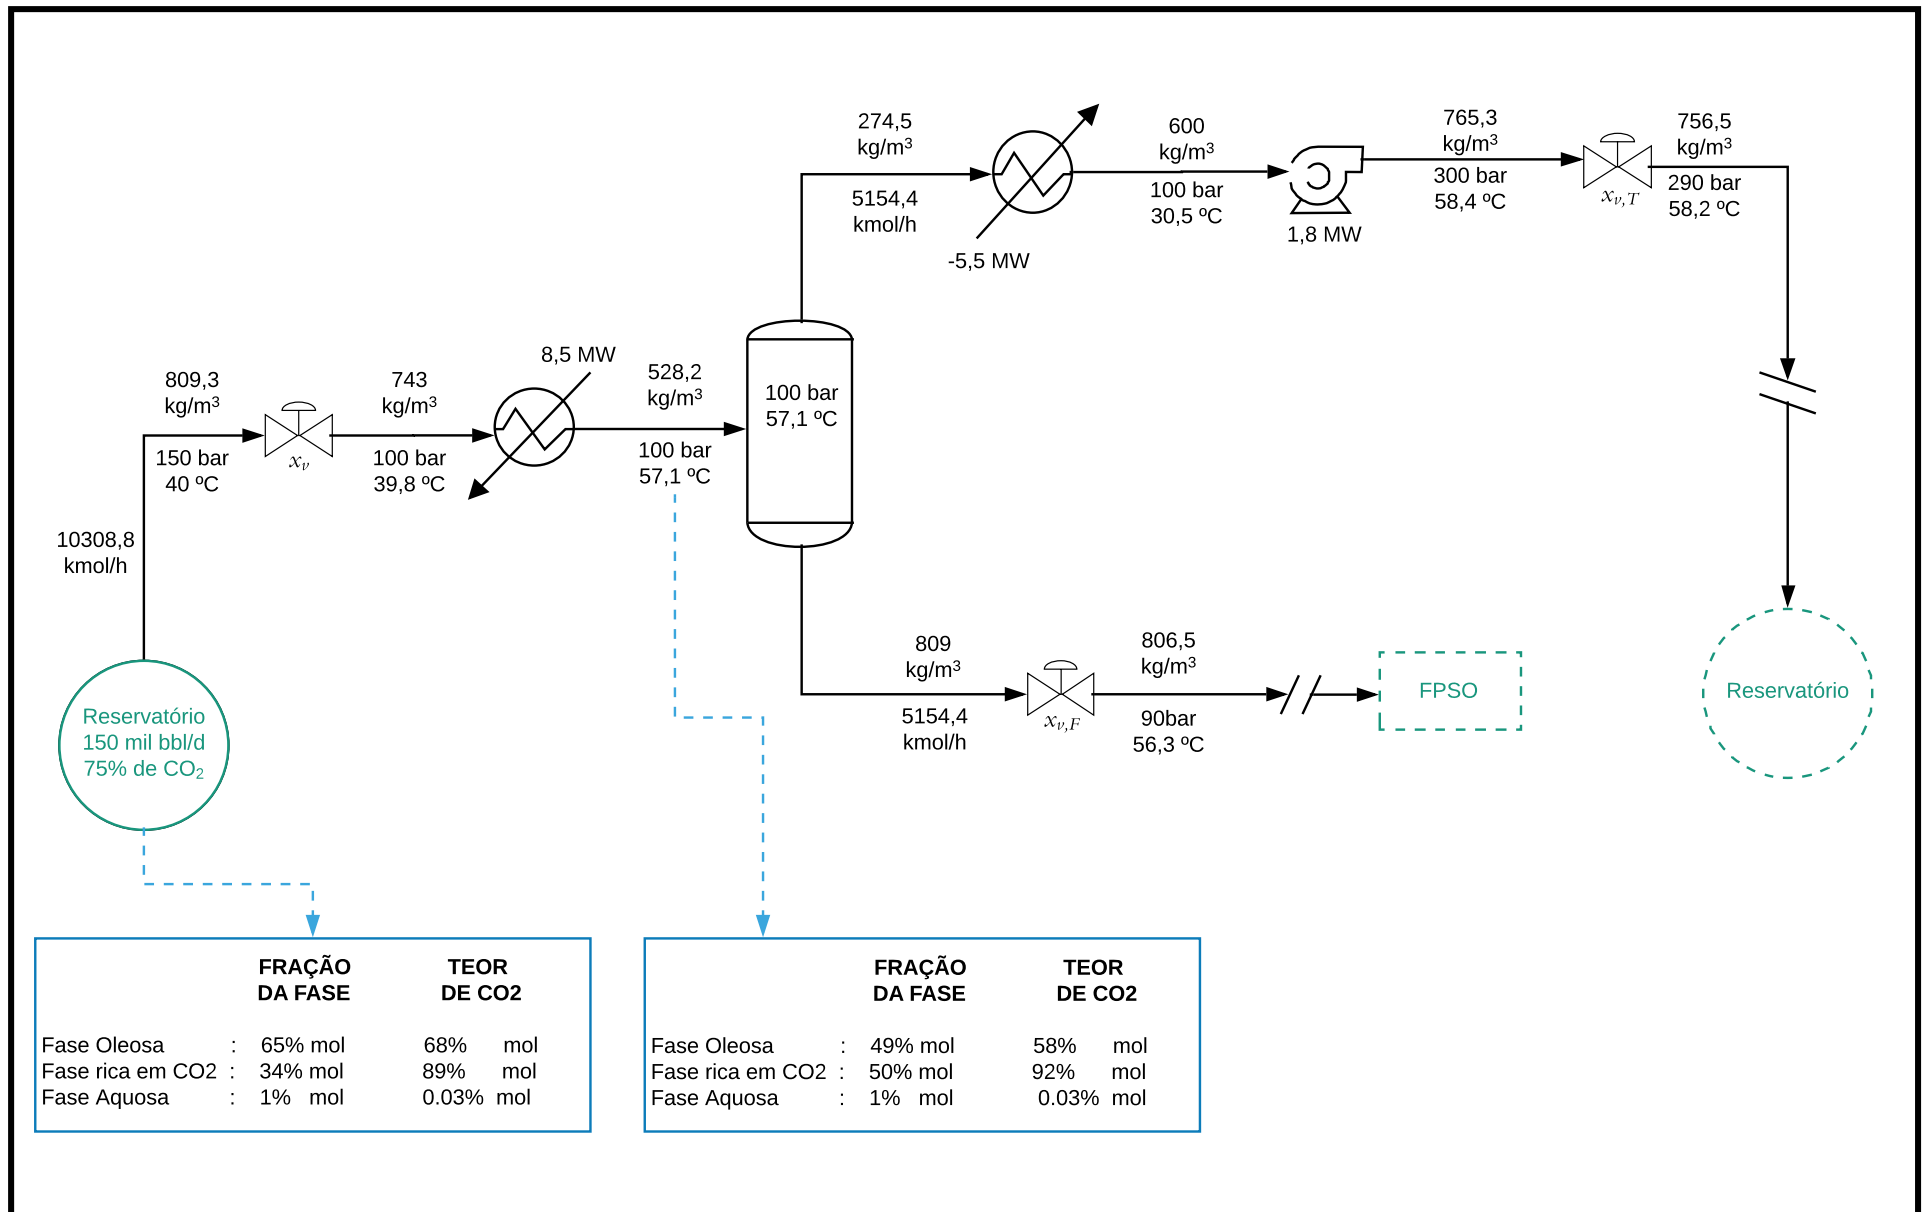 274,5
kg/m³
5154,4
kmol/h
-5,5 MW
600
kg/m³
100 bar
30,5 ºC
1,8 MW
765,3
kg/m³
300 bar
58,4 ºC
xᵥ,T
756,5
kg/m³
290 bar
58,2 ºC
809,3
kg/m³
150 bar
40 ºC
10308,8
kmol/h
xᵥ
743
kg/m³
100 bar
39,8 ºC
8,5 MW
528,2
kg/m³
100 bar
57,1 ºC
100 bar
57,1 ºC
809
kg/m³
5154,4
kmol/h
xᵥ,F
806,5
kg/m³
90bar
56,3 ºC
FPSO
Reservatório
Reservatório
150 mil bbl/d
75% de CO₂
FRAÇÃO TEOR
DA FASE DE CO2
Fase Oleosa : 65% mol 68% mol
Fase rica em CO2 : 34% mol 89% mol
Fase Aquosa : 1% mol 0.03% mol
FRAÇÃO TEOR
DA FASE DE CO2
Fase Oleosa : 49% mol 58% mol
Fase rica em CO2 : 50% mol 92% mol
Fase Aquosa : 1% mol 0.03% mol